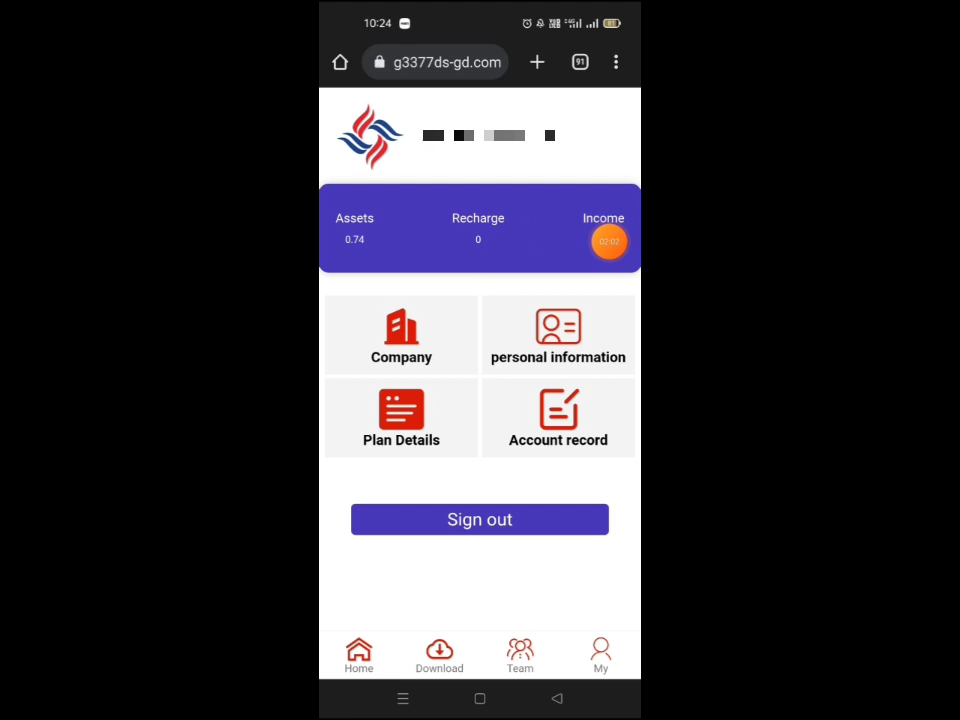 10:24
91
g3377ds-gd.com
Assets
Recharge
Income
0.74
0
02:02
Company
personal information
Plan Details
Account record
Sign out
Home
Download
Team
My